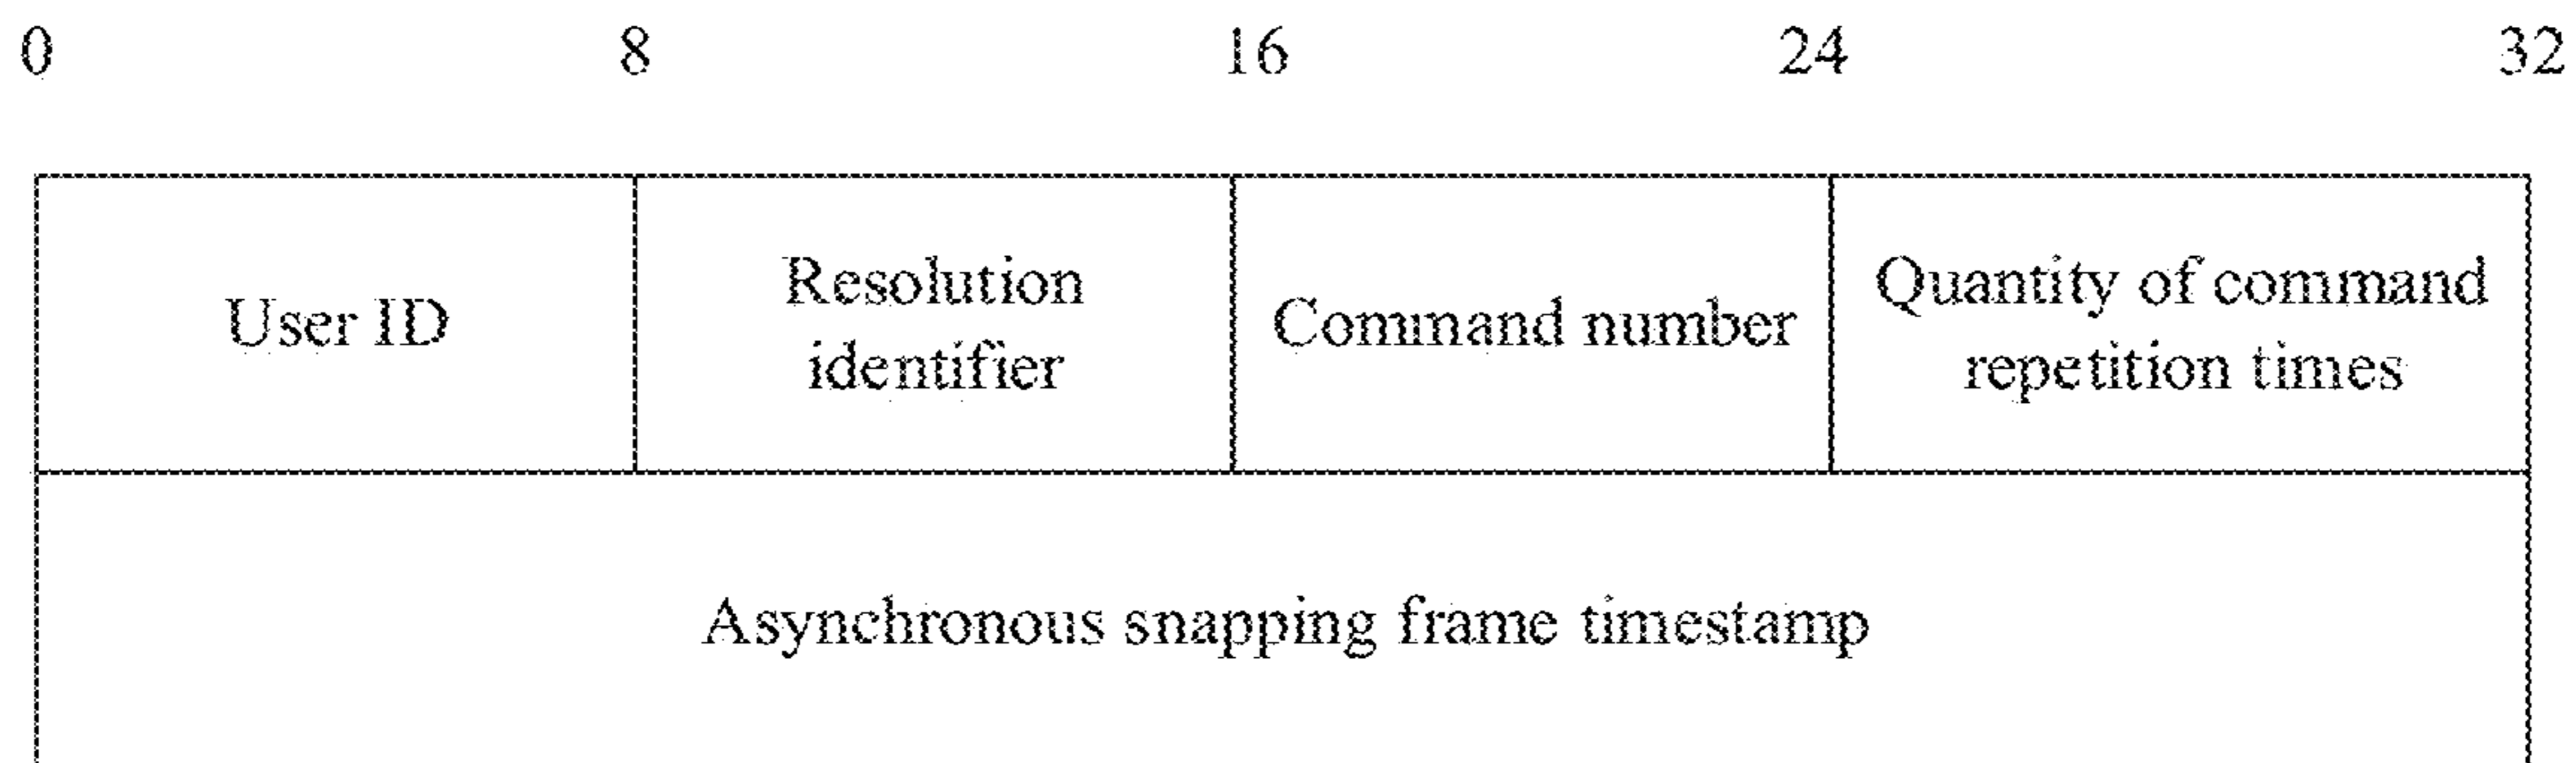 0 8 16 24 32
User ID
Resolution
identifier
Command number
Quantity of command
repetition times
Asynchronous snapping frame timestamp